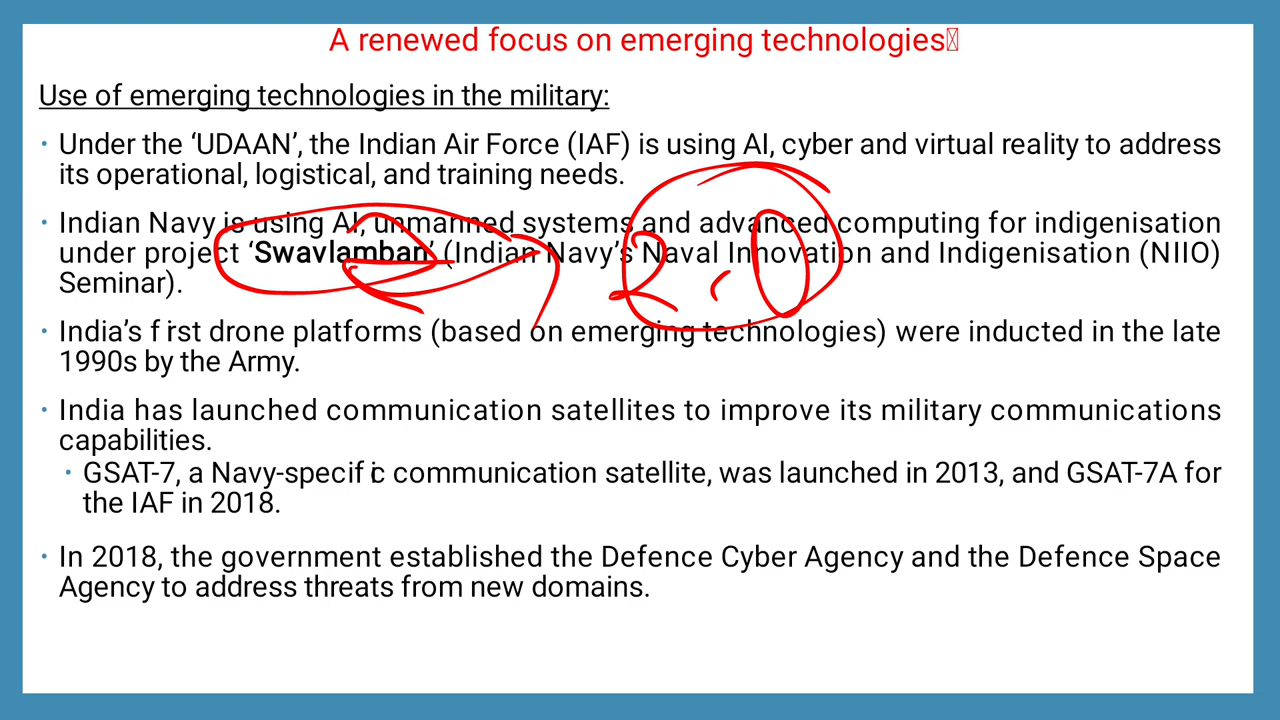 A renewed focus on emerging technologies
Use of emerging technologies in the military:
• Under the ‘UDAAN’, the Indian Air Force (IAF) is using AI, cyber and virtual reality to address
its operational, logistical, and training needs.
• Indian Navy is using AI, unmanned systems and advanced computing for indigenisation
under project ‘Swavlamban’ (Indian Navy’s Naval Innovation and Indigenisation (NIIO)
Seminar).
2.0
• India’s first drone platforms (based on emerging technologies) were inducted in the late
1990s by the Army.
• India has launched communication satellites to improve its military communications
capabilities.
• GSAT-7, a Navy-specific communication satellite, was launched in 2013, and GSAT-7A for
the IAF in 2018.
• In 2018, the government established the Defence Cyber Agency and the Defence Space
Agency to address threats from new domains.